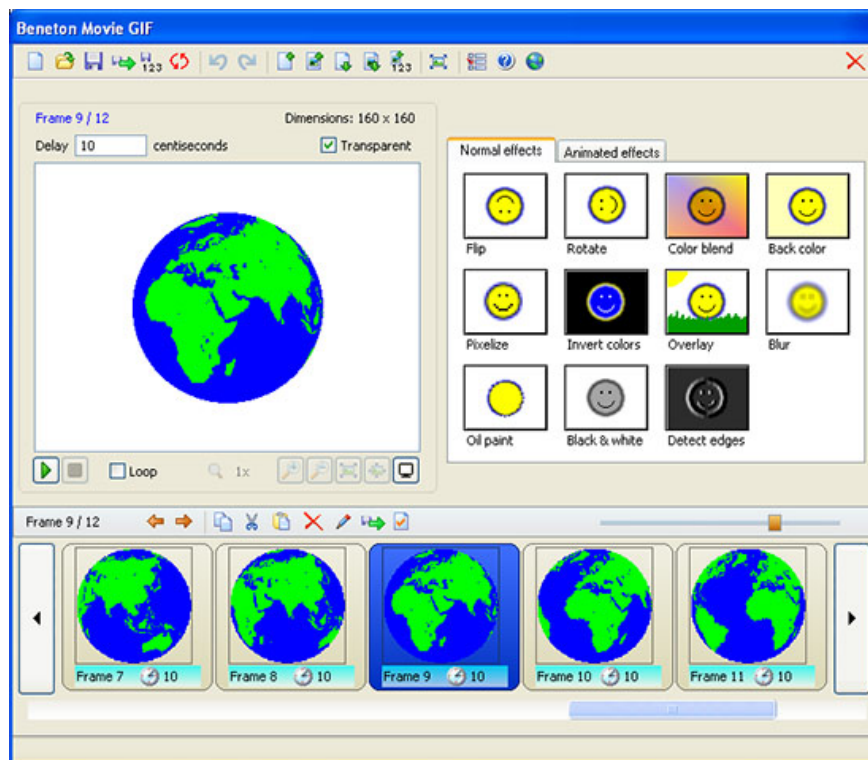 Beneton Movie GIF
123
123
Frame 9 / 12
Dimensions: 160 x 160
Delay 10 centiseconds
Transparent
Normal effects
Animated effects
Flip
Rotate
Color blend
Back color
Pixelize
Invert colors
Overlay
Blur
Oil paint
Black & white
Detect edges
Loop
1x
Frame 9 / 12
Frame 7 10
Frame 8 10
Frame 9 10
Frame 10 10
Frame 11 10